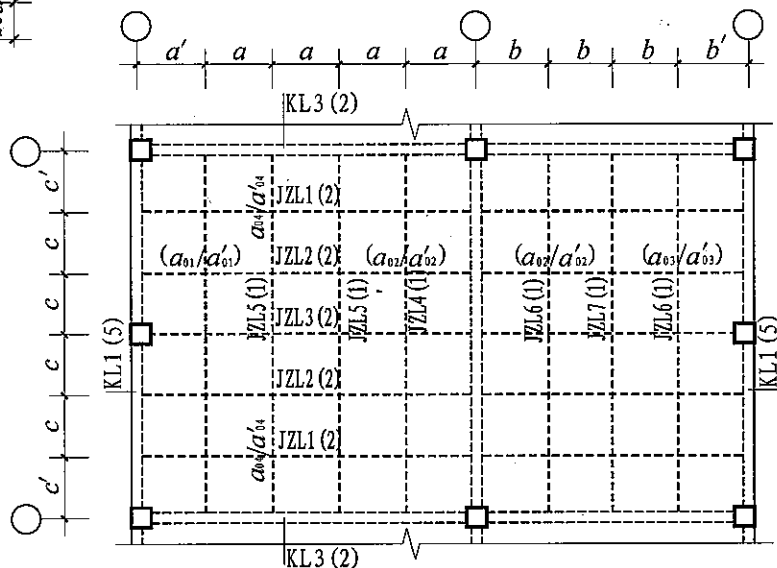 a' a a a a b b b b'
KL3(2)
c'
c
c
c
c
c'
a₀₄/a'₀₄
JZL1(2)
(a₀₁/a'₀₁) JZL2(2) (a₀₂/a'₀₂) (a₀₂/a'₀₂) (a₀₃/a'₀₃)
JZL5(1)
JZL3(2)
JZL5(1)
JZL4(1)
JZL6(1)
JZL7(1)
JZL6(1)
KL1(5)
KL1(5)
JZL2(2)
a₀₄/a'₀₄
JZL1(2)
KL3(2)